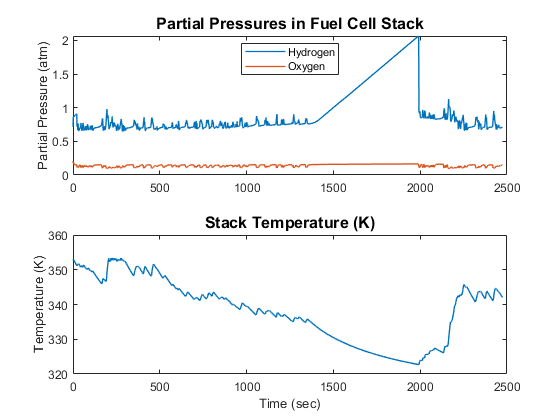 Partial Pressures in Fuel Cell Stack
Partial Pressure (atm)
2
1.5
1
0.5
0
Hydrogen
Oxygen
0 500 1000 1500 2000 2500
Stack Temperature (K)
Temperature (K)
360
350
340
330
320
0 500 1000 1500 2000 2500
Time (sec)